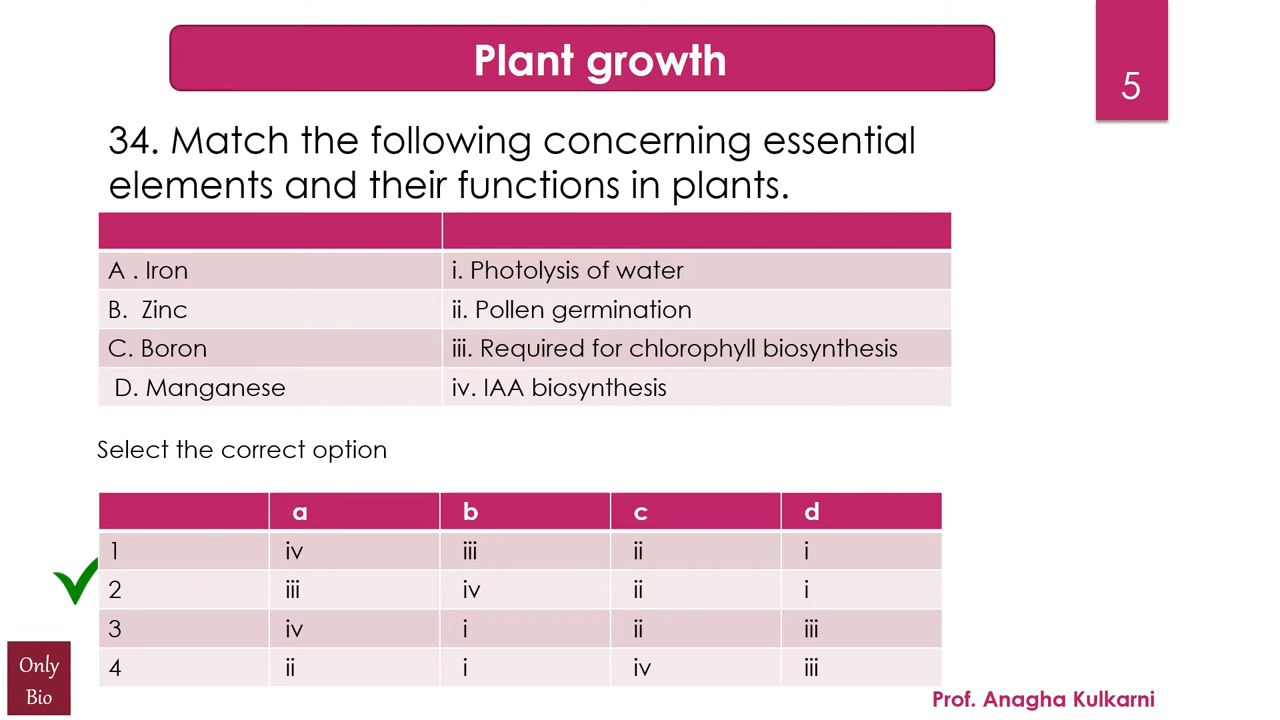 Plant growth
5
34. Match the following concerning essential
elements and their functions in plants.
A . Iron i. Photolysis of water
B. Zinc ii. Pollen germination
C. Boron iii. Required for chlorophyll biosynthesis
D. Manganese iv. IAA biosynthesis
Select the correct option
a b c d
1 iv iii ii i
2 iii iv ii i
3 iv i ii iii
4 ii i iv iii
Only
Bio
Prof. Anagha Kulkarni